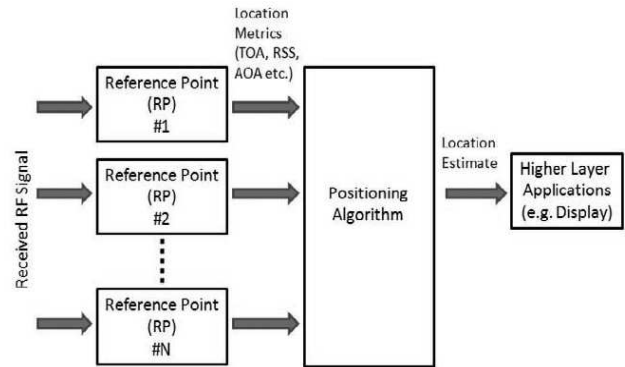 Location
Metrics
(TOA, RSS,
AOA etc.)
Received RF Signal
Reference Point
(RP)
#1
Reference Point
(RP)
#2
Reference Point
(RP)
#N
Positioning
Algorithm
Location
Estimate
Higher Layer
Applications
(e.g. Display)